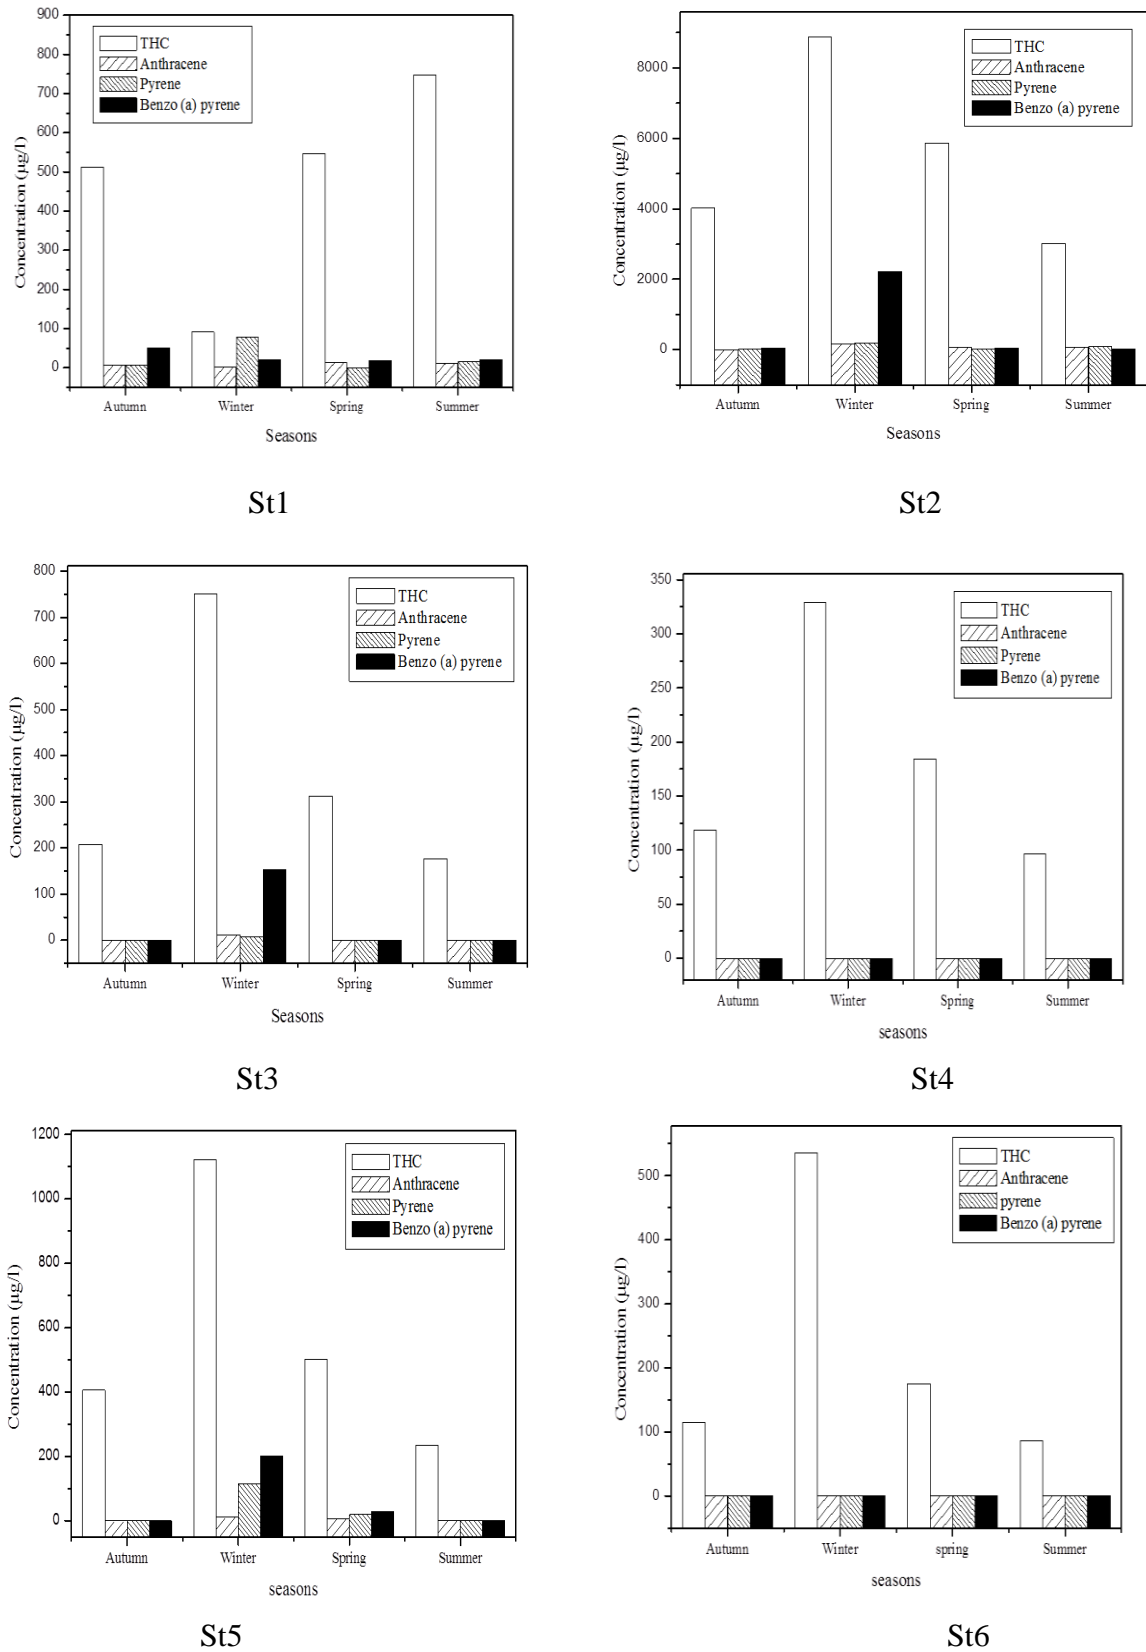 900
800
700
600
500
400
300
200
100
0
Concentration (µg/l)
THC
Anthracene
Pyrene
Benzo (a) pyrene
Autumn Winter Spring Summer
Seasons
St1
8000
6000
4000
2000
0
Concentration (µg/l)
THC
Anthracene
Pyrene
Benzo (a) pyrene
Autumn Winter Spring Summer
Seasons
St2
800
700
600
500
400
300
200
100
0
Concentration (µg/l)
THC
Anthracene
Pyrene
Benzo (a) pyrene
Autumn Winter Spring Summer
Seasons
St3
350
300
250
200
150
100
50
0
Concentration (µg/l)
THC
Anthracene
Pyrene
Benzo (a) pyrene
Autumn Winter Spring Summer
seasons
St4
1200
1000
800
600
400
200
0
Concentration (µg/l)
THC
Anthracene
Pyrene
Benzo (a) pyrene
Autumn Winter Spring Summer
seasons
St5
500
400
300
200
100
0
Concentration (µg/l)
THC
Anthracene
pyrene
Benzo (a) pyrene
Autumn Winter spring Summer
seasons
St6